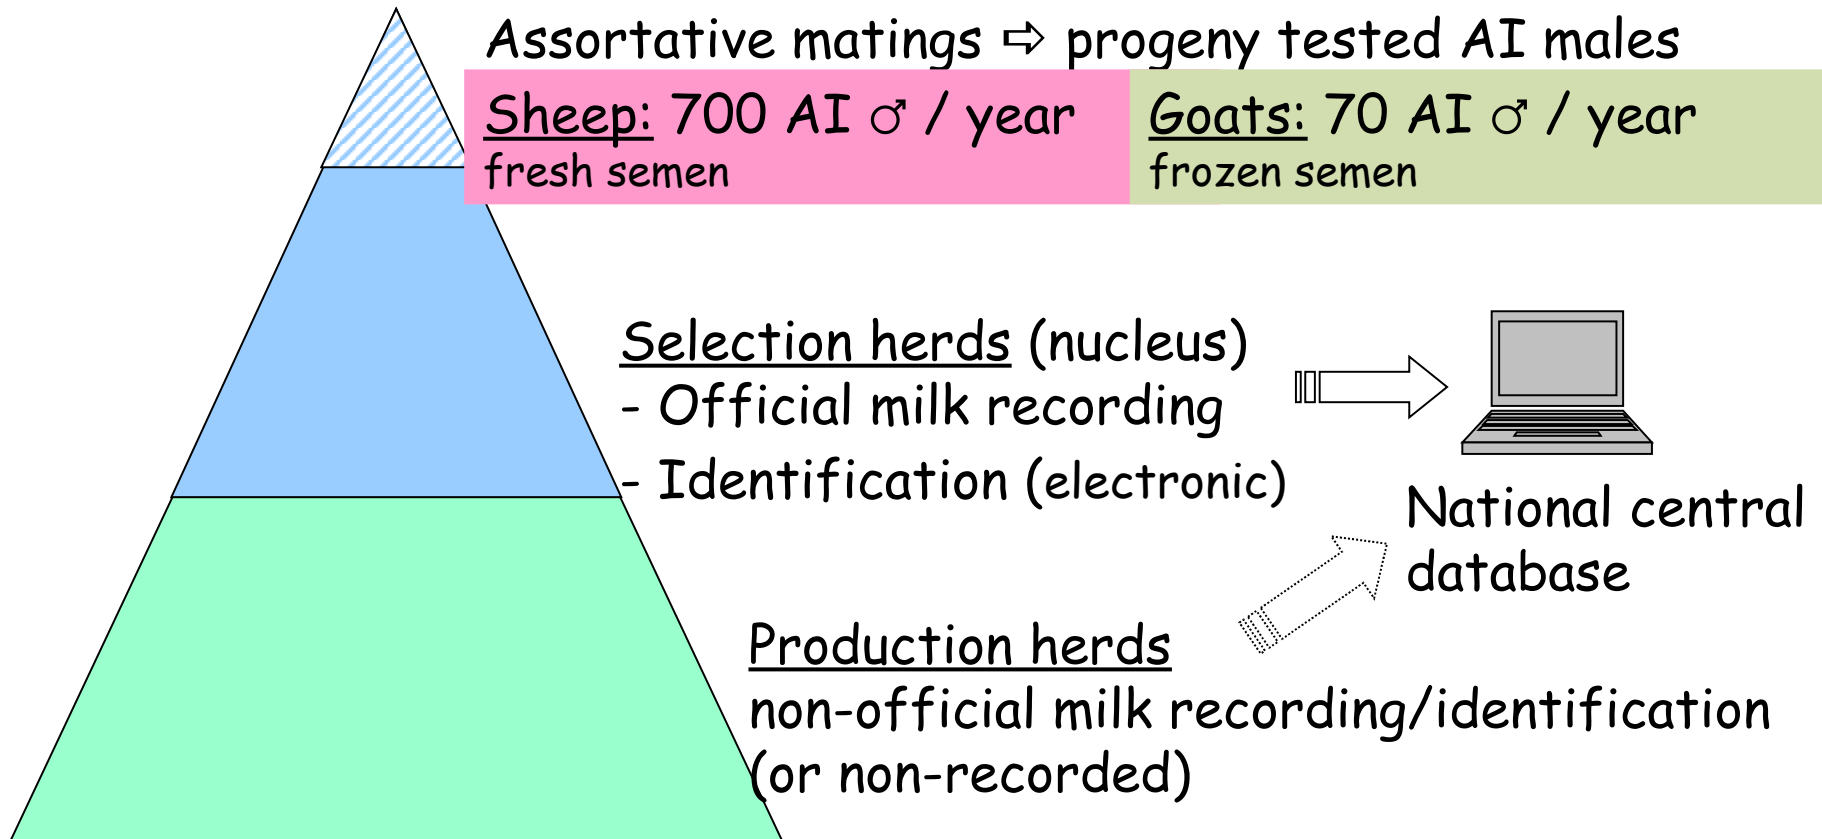 Assortative matings ⇨ progeny tested AI males
Sheep: 700 AI ♂ / year
fresh semen
Goats: 70 AI ♂ / year
frozen semen
Selection herds (nucleus)
- Official milk recording
- Identification (electronic)
National central
database
Production herds
non-official milk recording/identification
(or non-recorded)